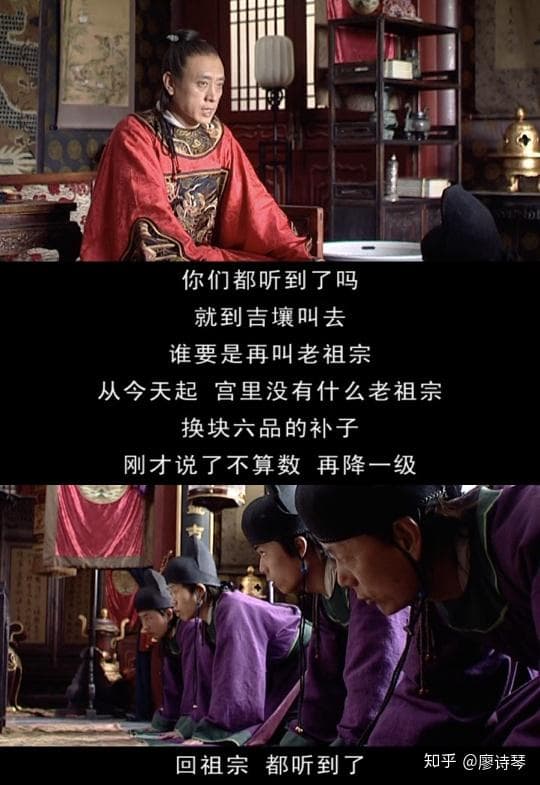 你们都听到了吗
就到吉壤叫去
谁要是再叫老祖宗
从今天起 宫里没有什么老祖宗
换块六品的补子
刚才说了不算数 再降一级
回祖宗 都听到了
知乎 @廖诗琴